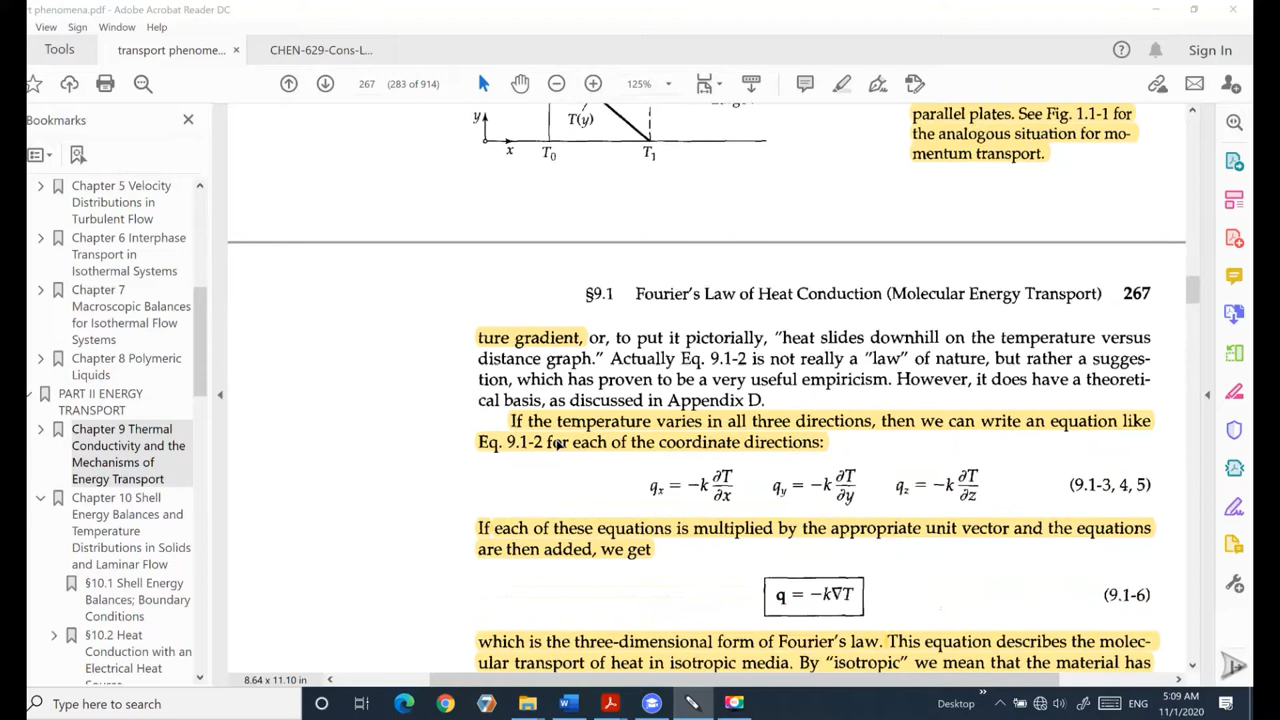 rt phenomena.pdf - Adobe Acrobat Reader DC
View Sign Window Help
Tools transport phenome... × CHEN-629-Cons-L... Sign In
267 (283 of 914) 125%
Bookmarks
Chapter 5 Velocity
Distributions in
Turbulent Flow
Chapter 6 Interphase
Transport in
Isothermal Systems
Chapter 7
Macroscopic Balances
for Isothermal Flow
Systems
Chapter 8 Polymeric
Liquids
PART II ENERGY
TRANSPORT
Chapter 9 Thermal
Conductivity and the
Mechanisms of
Energy Transport
Chapter 10 Shell
Energy Balances and
Temperature
Distributions in Solids
and Laminar Flow
§10.1 Shell Energy
Balances; Boundary
Conditions
§10.2 Heat
Conduction with an
Electrical Heat
y T(y)
x T₀ T₁
parallel plates. See Fig. 1.1-1 for
the analogous situation for mo-
mentum transport.
§9.1 Fourier's Law of Heat Conduction (Molecular Energy Transport) 267
ture gradient, or, to put it pictorially, "heat slides downhill on the temperature versus
distance graph." Actually Eq. 9.1-2 is not really a "law" of nature, but rather a sugges-
tion, which has proven to be a very useful empiricism. However, it does have a theoreti-
cal basis, as discussed in Appendix D.
If the temperature varies in all three directions, then we can write an equation like
Eq. 9.1-2 for each of the coordinate directions:
qₓ = −k ∂T/∂x q_y = −k ∂T/∂y q_z = −k ∂T/∂z (9.1-3, 4, 5)
If each of these equations is multiplied by the appropriate unit vector and the equations
are then added, we get
q = −k∇T (9.1-6)
which is the three-dimensional form of Fourier's law. This equation describes the molec-
ular transport of heat in isotropic media. By "isotropic" we mean that the material has
8.64 x 11.10 in
Type here to search Desktop ENG 5:09 AM
11/1/2020